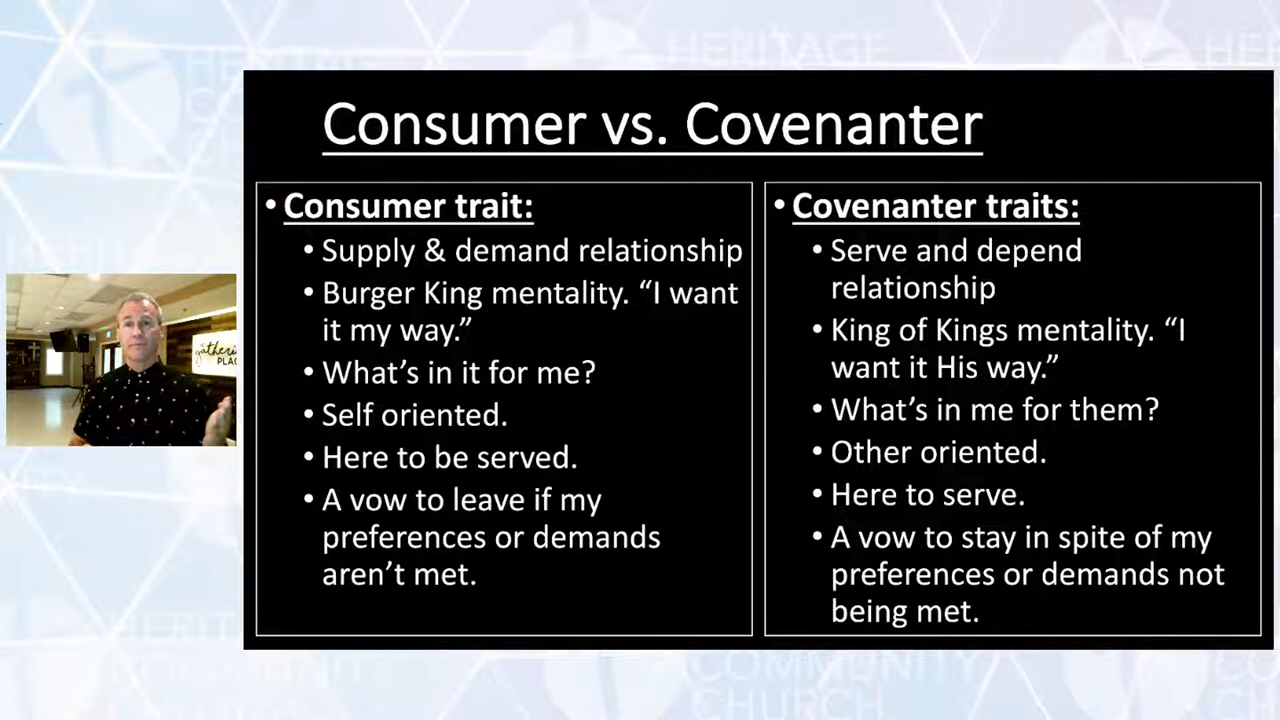 HERITAGE
Consumer vs. Covenanter
• Consumer trait:
• Supply & demand relationship
• Burger King mentality. “I want
it my way.”
• What’s in it for me?
• Self oriented.
• Here to be served.
• A vow to leave if my
preferences or demands
aren’t met.
• Covenanter traits:
• Serve and depend
relationship
• King of Kings mentality. “I
want it His way.”
• What’s in me for them?
• Other oriented.
• Here to serve.
• A vow to stay in spite of my
preferences or demands not
being met.
COMMUNITY
CHURCH